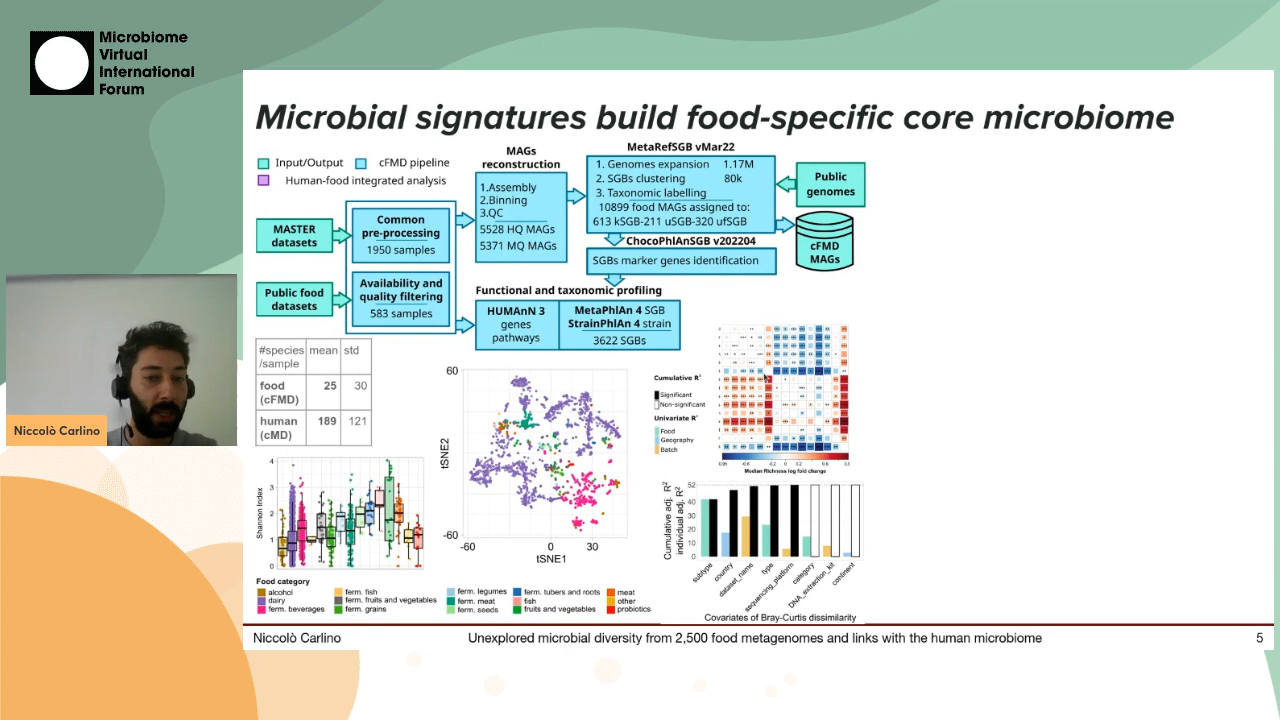 Microbiome
Virtual
International
Forum
Microbial signatures build food-specific core microbiome
Input/Output
cFMD pipeline
Human-food integrated analysis
MASTER
datasets
Public food
datasets
Common
pre-processing
1950 samples
Availability and
quality filtering
583 samples
MAGs
reconstruction
1.Assembly
2.Binning
3.QC
5528 HQ MAGs
5371 MQ MAGs
MetaRefSGB vMar22
1. Genomes expansion 1.17M
2. SGBs clustering 80k
3. Taxonomic labelling
10899 food MAGs assigned to:
613 kSGB-211 uSGB-320 ufSGB
Public
genomes
cFMD
MAGs
ChocoPhlAnSGB v202204
SGBs marker genes identification
Functional and taxonomic profiling
HUMAnN 3
genes
pathways
MetaPhlAn 4 SGB
StrainPhlAn 4 strain
3622 SGBs
#species
/sample
mean
std
food
(cFMD)
25
30
human
(cMD)
189
121
Niccolò Carlino
Shannon Index
4
3
2
1
0
tSNE2
60
-60
-60
0
30
tSNE1
Cumulative R²
Significant
Non-significant
Univariate R²
Food
Geography
Batch
Median Richness log fold change
Cumulative adj. R²
individual adj. R²
52
40
30
20
10
0
subtype
country
dataset_name
type
sequencing_platform
category
DNA_extraction_kit
continent
Covariates of Bray-Curtis dissimilarity
Food category
alcohol
dairy
ferm. beverages
ferm. fish
ferm. fruits and vegetables
ferm. grains
ferm. legumes
ferm. meat
ferm. seeds
ferm. tubers and roots
fish
fruits and vegetables
meat
other
probiotics
Niccolò Carlino
Unexplored microbial diversity from 2,500 food metagenomes and links with the human microbiome
5